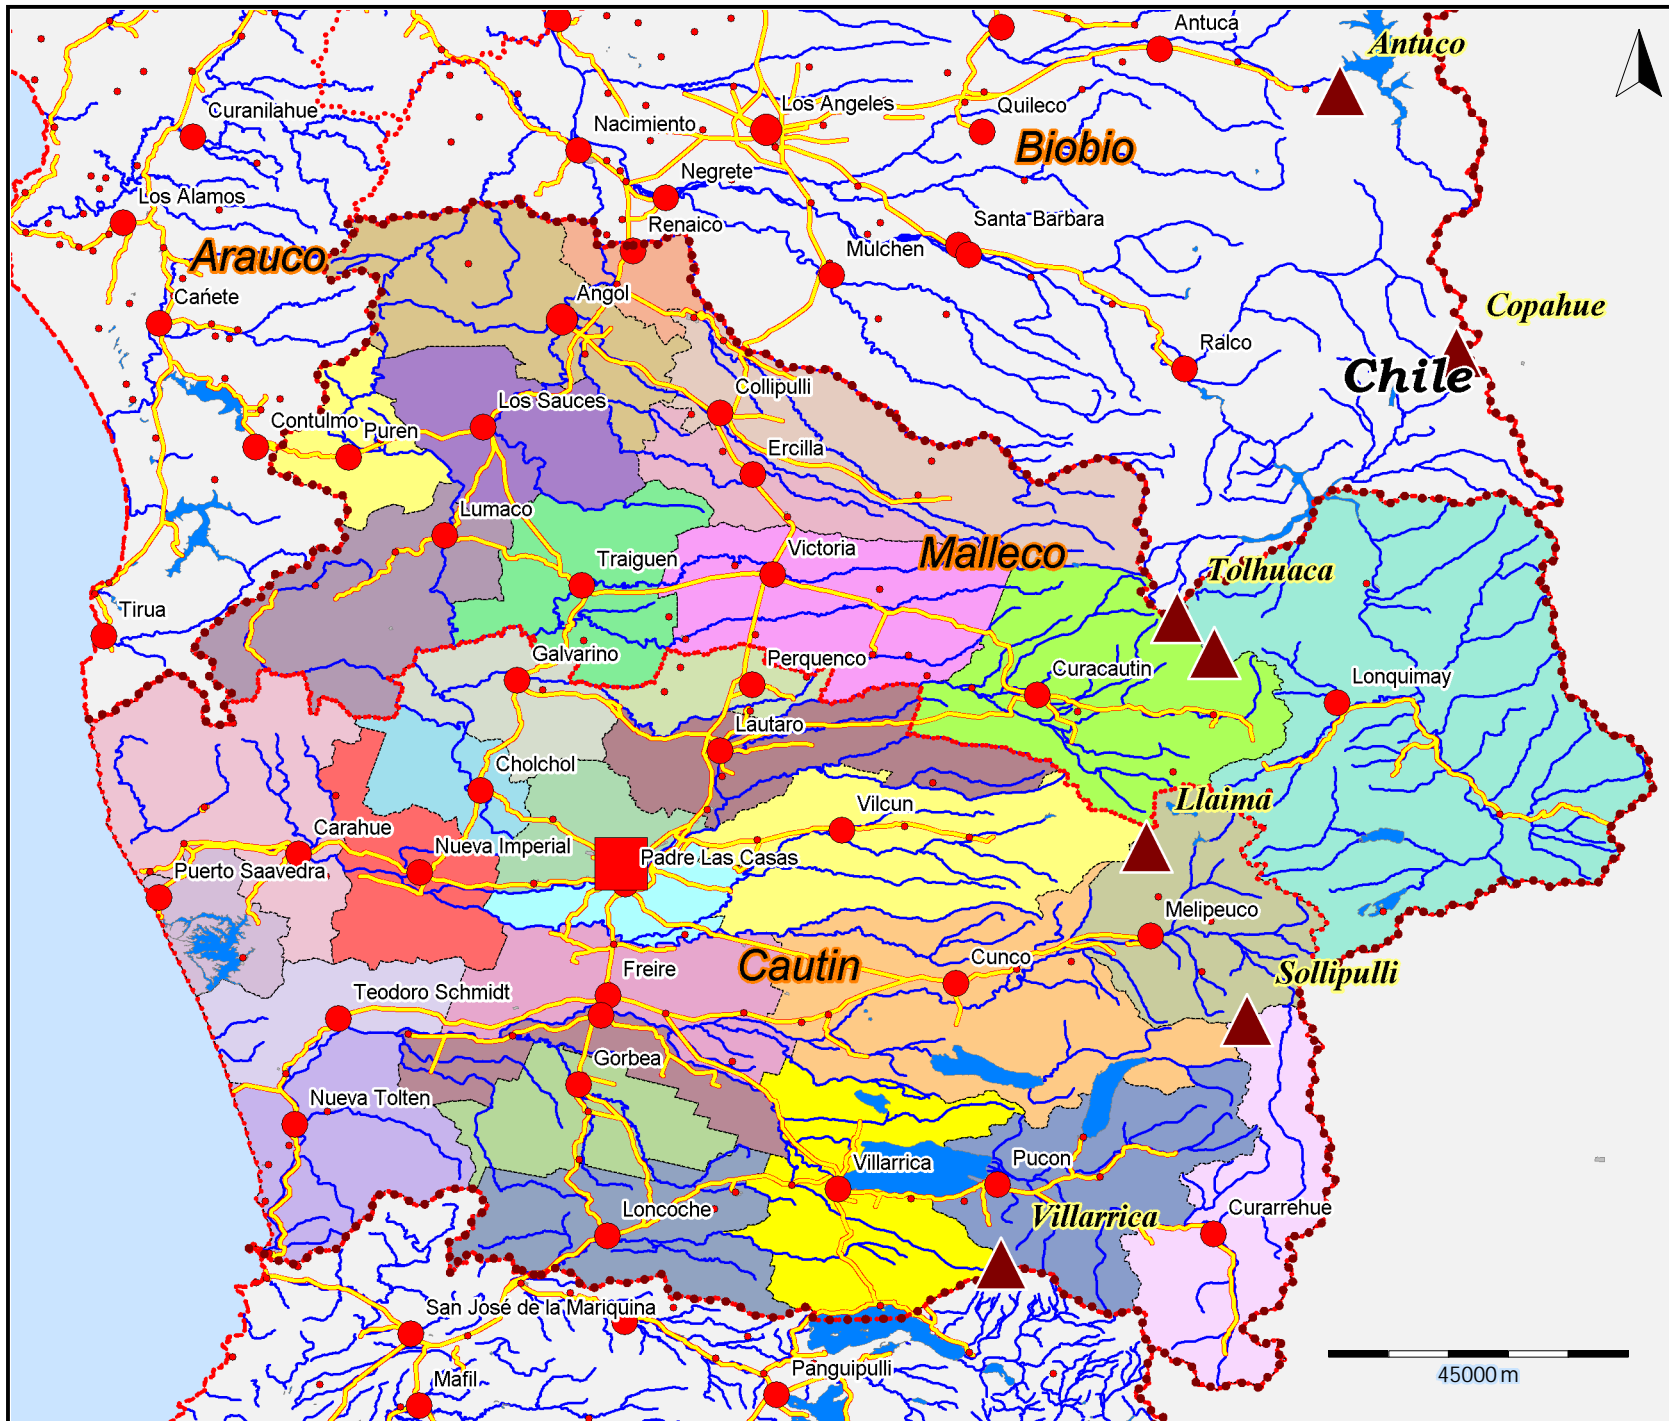 Antuca
Antuco
Curanilahue
Los Angeles
Quileco
Nacimiento
Biobio
Negrete
Los Alamos
Renaico
Santa Barbara
Mulchen
Arauco
Cańete
Angol
Copahue
Ralco
Chile
Collipulli
Los Sauces
Contulmo
Puren
Ercilla
Lumaco
Victoria
Malleco
Traiguen
Tolhuaca
Tirua
Galvarino
Perquenco
Curacautin
Lonquimay
Lautaro
Cholchol
Llaima
Vilcun
Carahue
Nueva Imperial
Padre Las Casas
Puerto Saavedra
Melipeuco
Cautin
Cunco
Freire
Sollipulli
Teodoro Schmidt
Gorbea
Nueva Tolten
Villarrica
Pucon
Loncoche
Villarrica
Curarrehue
San José de la Mariquina
Panguipulli
Mafil
45000 m